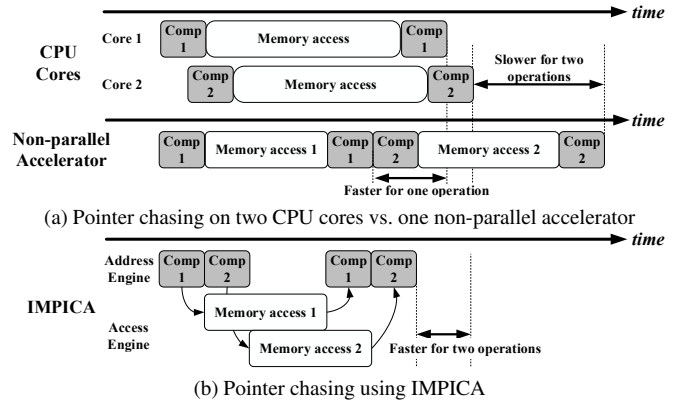 time
CPU
Cores
Core 1
Comp
1
Memory access
Comp
1
Core 2
Comp
2
Memory access
Comp
2
Slower for two
operations
time
Non-parallel
Accelerator
Comp
1
Memory access 1
Comp
1
Comp
2
Memory access 2
Comp
2
Faster for one operation
(a) Pointer chasing on two CPU cores vs. one non-parallel accelerator
time
IMPICA
Address
Engine
Comp
1
Comp
2
Comp
1
Comp
2
Memory access 1
Access
Engine
Memory access 2
Faster for two operations
(b) Pointer chasing using IMPICA